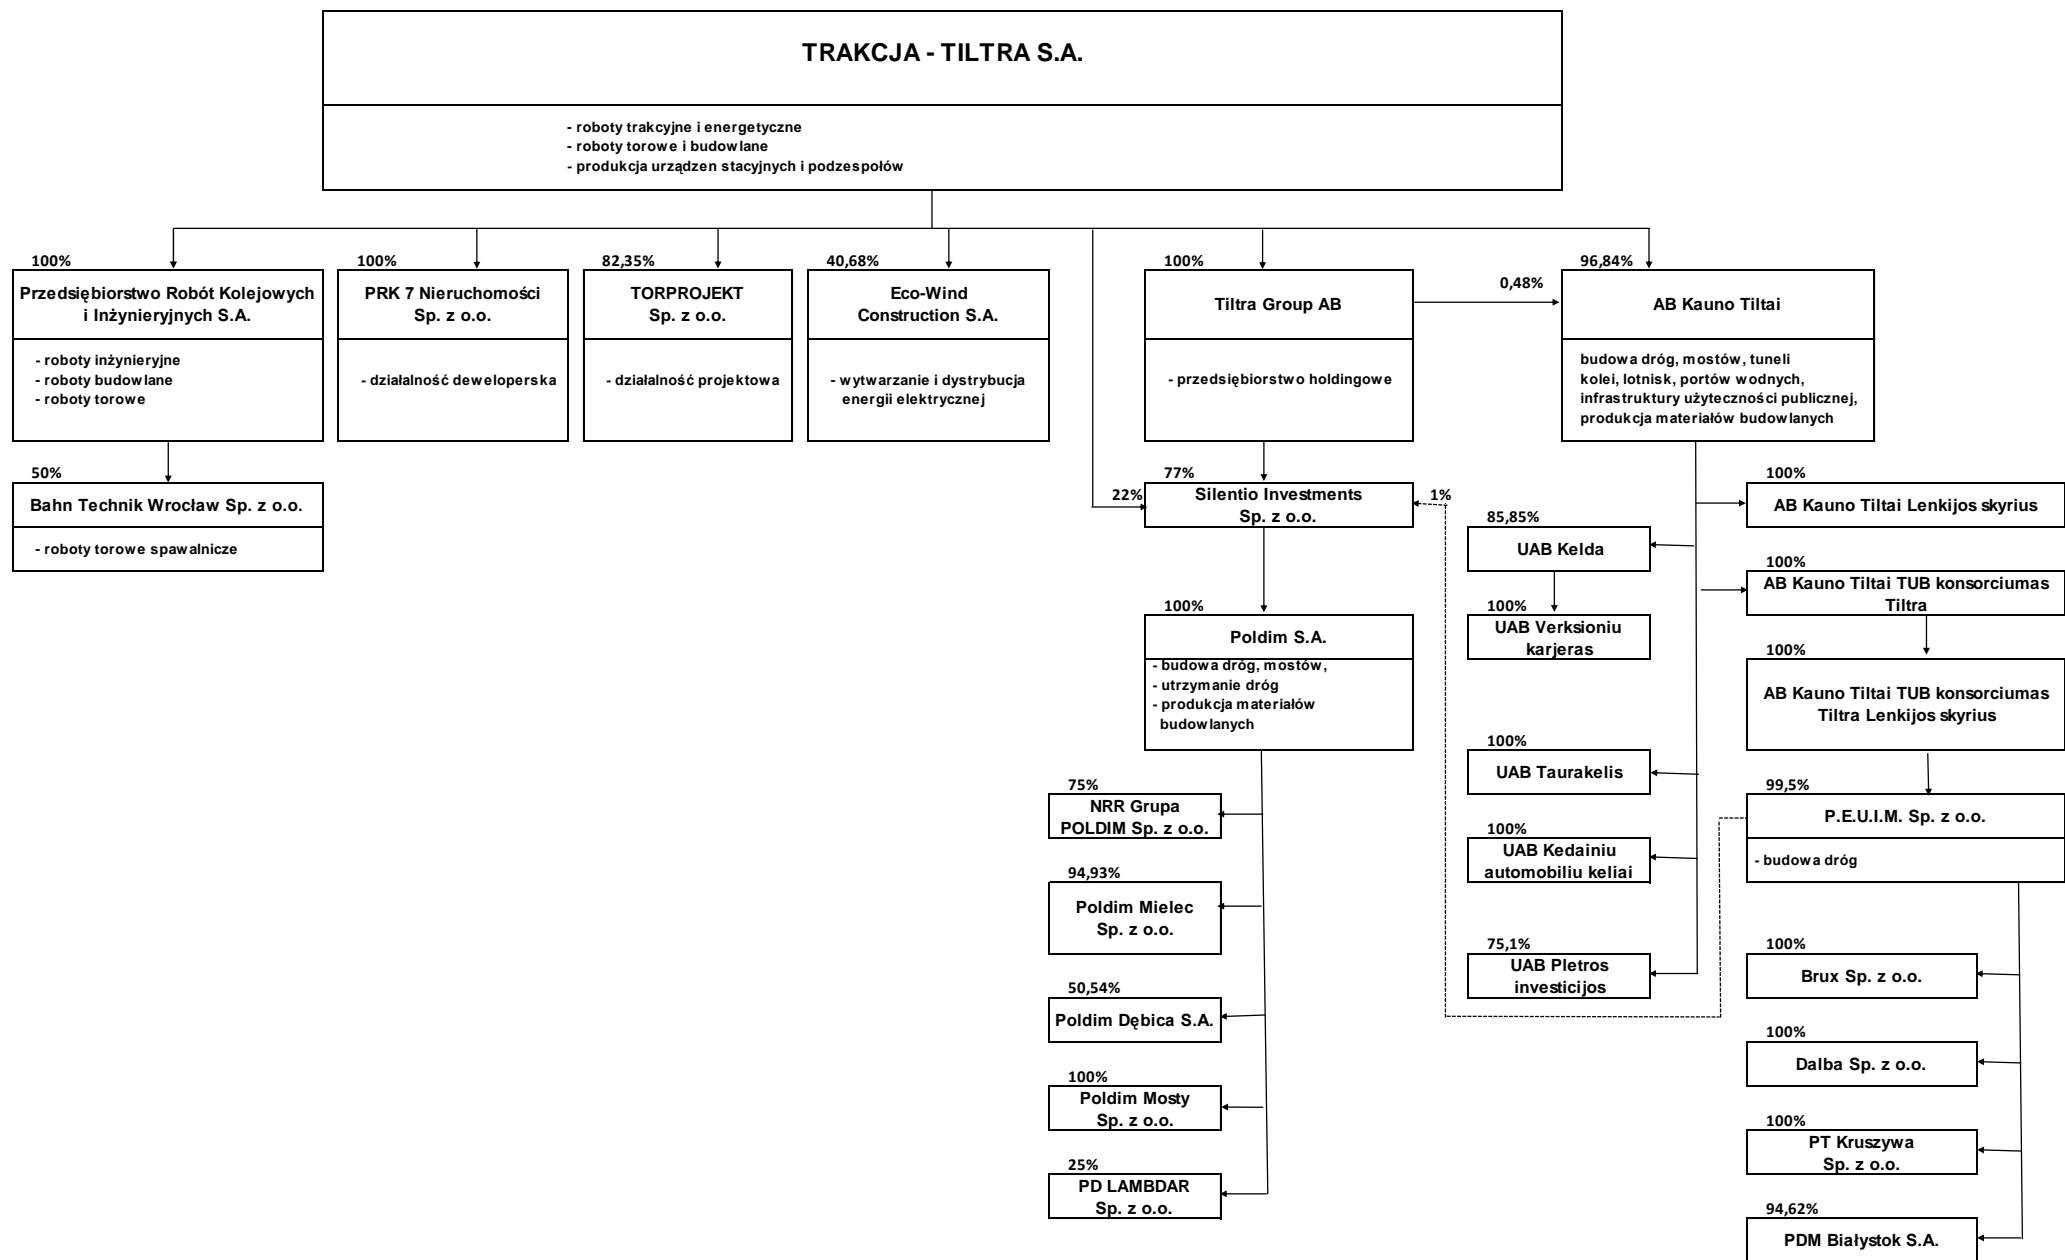 TRAKCJA - TILTRA S.A.
- roboty trakcyjne i energetyczne
- roboty torowe i budowlane
- produkcja urządzen stacyjnych i podzespołów
100%
Przedsiębiorstwo Robót Kolejowych
i Inżynieryjnych S.A.
- roboty inżynieryjne
- roboty budowlane
- roboty torowe
50%
Bahn Technik Wrocław Sp. z o.o.
- roboty torowe spawalnicze
100%
PRK 7 Nieruchomości
Sp. z o.o.
- działalność deweloperska
82,35%
TORPROJEKT
Sp. z o.o.
- działalność projektowa
40,68%
Eco-Wind
Construction S.A.
- wytwarzanie i dystrybucja
energii elektrycznej
100%
Tiltra Group AB
- przedsiębiorstwo holdingowe
0,48%
96,84%
AB Kauno Tiltai
budowa dróg, mostów, tuneli
kolei, lotnisk, portów wodnych,
infrastruktury użyteczności publicznej,
produkcja materiałów budowlanych
77%
22%
Silentio Investments
Sp. z o.o.
1%
100%
Poldim S.A.
- budowa dróg, mostów,
- utrzymanie dróg
- produkcja materiałów
budowlanych
75%
NRR Grupa
POLDIM Sp. z o.o.
94,93%
Poldim Mielec
Sp. z o.o.
50,54%
Poldim Dębica S.A.
100%
Poldim Mosty
Sp. z o.o.
25%
PD LAMBDAR
Sp. z o.o.
85,85%
UAB Kelda
100%
UAB Verksioniu
karjeras
100%
UAB Taurakelis
100%
UAB Kedainiu
automobiliu keliai
75,1%
UAB Pletros
investicijos
100%
AB Kauno Tiltai Lenkijos skyrius
100%
AB Kauno Tiltai TUB konsorciumas
Tiltra
100%
AB Kauno Tiltai TUB konsorciumas
Tiltra Lenkijos skyrius
99,5%
P.E.U.I.M. Sp. z o.o.
- budowa dróg
100%
Brux Sp. z o.o.
100%
Dalba Sp. z o.o.
100%
PT Kruszywa
Sp. z o.o.
94,62%
PDM Białystok S.A.